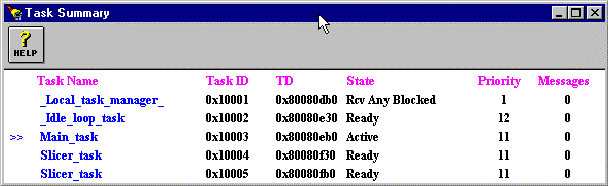 Task Summary
HELP
Task Name Task ID TD State Priority Messages
_Local_task_manager_ 0x10001 0x80080db0 Rcv Any Blocked 1 0
_Idle_loop_task 0x10002 0x80080e30 Ready 12 0
>> Main_task 0x10003 0x80080eb0 Active 11 0
Slicer_task 0x10004 0x80080f30 Ready 11 0
Slicer_task 0x10005 0x80080fb0 Ready 11 0